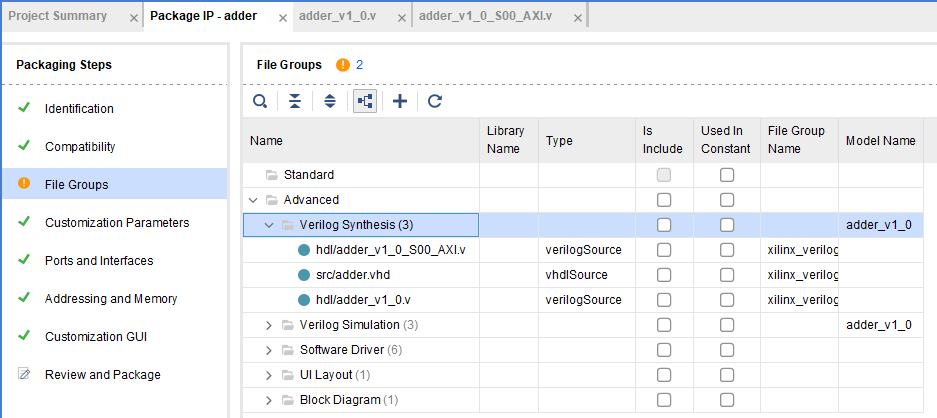 Project Summary
Package IP - adder
adder_v1_0.v
adder_v1_0_S00_AXI.v
Packaging Steps
Identification
Compatibility
File Groups
Customization Parameters
Ports and Interfaces
Addressing and Memory
Customization GUI
Review and Package
File Groups 2
Name
Library Name
Type
Is Include
Used In Constant
File Group Name
Model Name
Standard
Advanced
Verilog Synthesis (3) adder_v1_0
hdl/adder_v1_0_S00_AXI.v verilogSource xilinx_verilog
src/adder.vhd vhdlSource xilinx_verilog
hdl/adder_v1_0.v verilogSource xilinx_verilog
Verilog Simulation (3) adder_v1_0
Software Driver (6)
UI Layout (1)
Block Diagram (1)